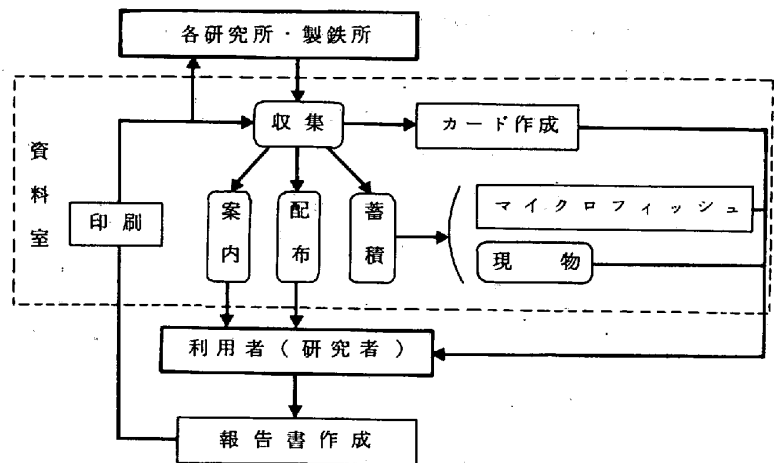 各研究所・製鉄所
収集
カード作成
資料室
印刷
案内
配布
蓄積
マイクロフィッシュ
現物
利用者(研究者)
報告書作成